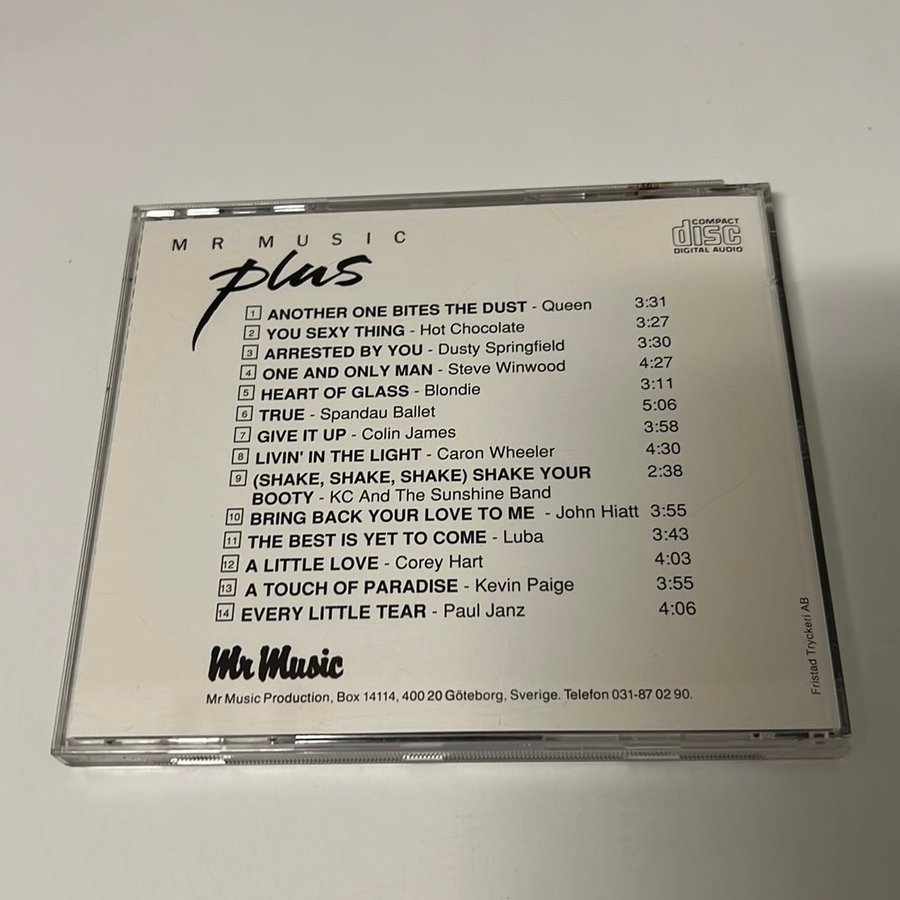 MR MUSIC
plus
COMPACT
disc
DIGITAL AUDIO
1 ANOTHER ONE BITES THE DUST - Queen 3:31
2 YOU SEXY THING - Hot Chocolate 3:27
3 ARRESTED BY YOU - Dusty Springfield 3:30
4 ONE AND ONLY MAN - Steve Winwood 4:27
5 HEART OF GLASS - Blondie 3:11
6 TRUE - Spandau Ballet 5:06
7 GIVE IT UP - Colin James 3:58
8 LIVIN' IN THE LIGHT - Caron Wheeler 4:30
9 (SHAKE, SHAKE, SHAKE) SHAKE YOUR 2:38
BOOTY - KC And The Sunshine Band
10 BRING BACK YOUR LOVE TO ME - John Hiatt 3:55
11 THE BEST IS YET TO COME - Luba 3:43
12 A LITTLE LOVE - Corey Hart 4:03
13 A TOUCH OF PARADISE - Kevin Paige 3:55
14 EVERY LITTLE TEAR - Paul Janz 4:06
Mr Music
Mr Music Production, Box 14114, 400 20 Göteborg, Sverige. Telefon 031-87 02 90.
Fristad Tryckeri AB